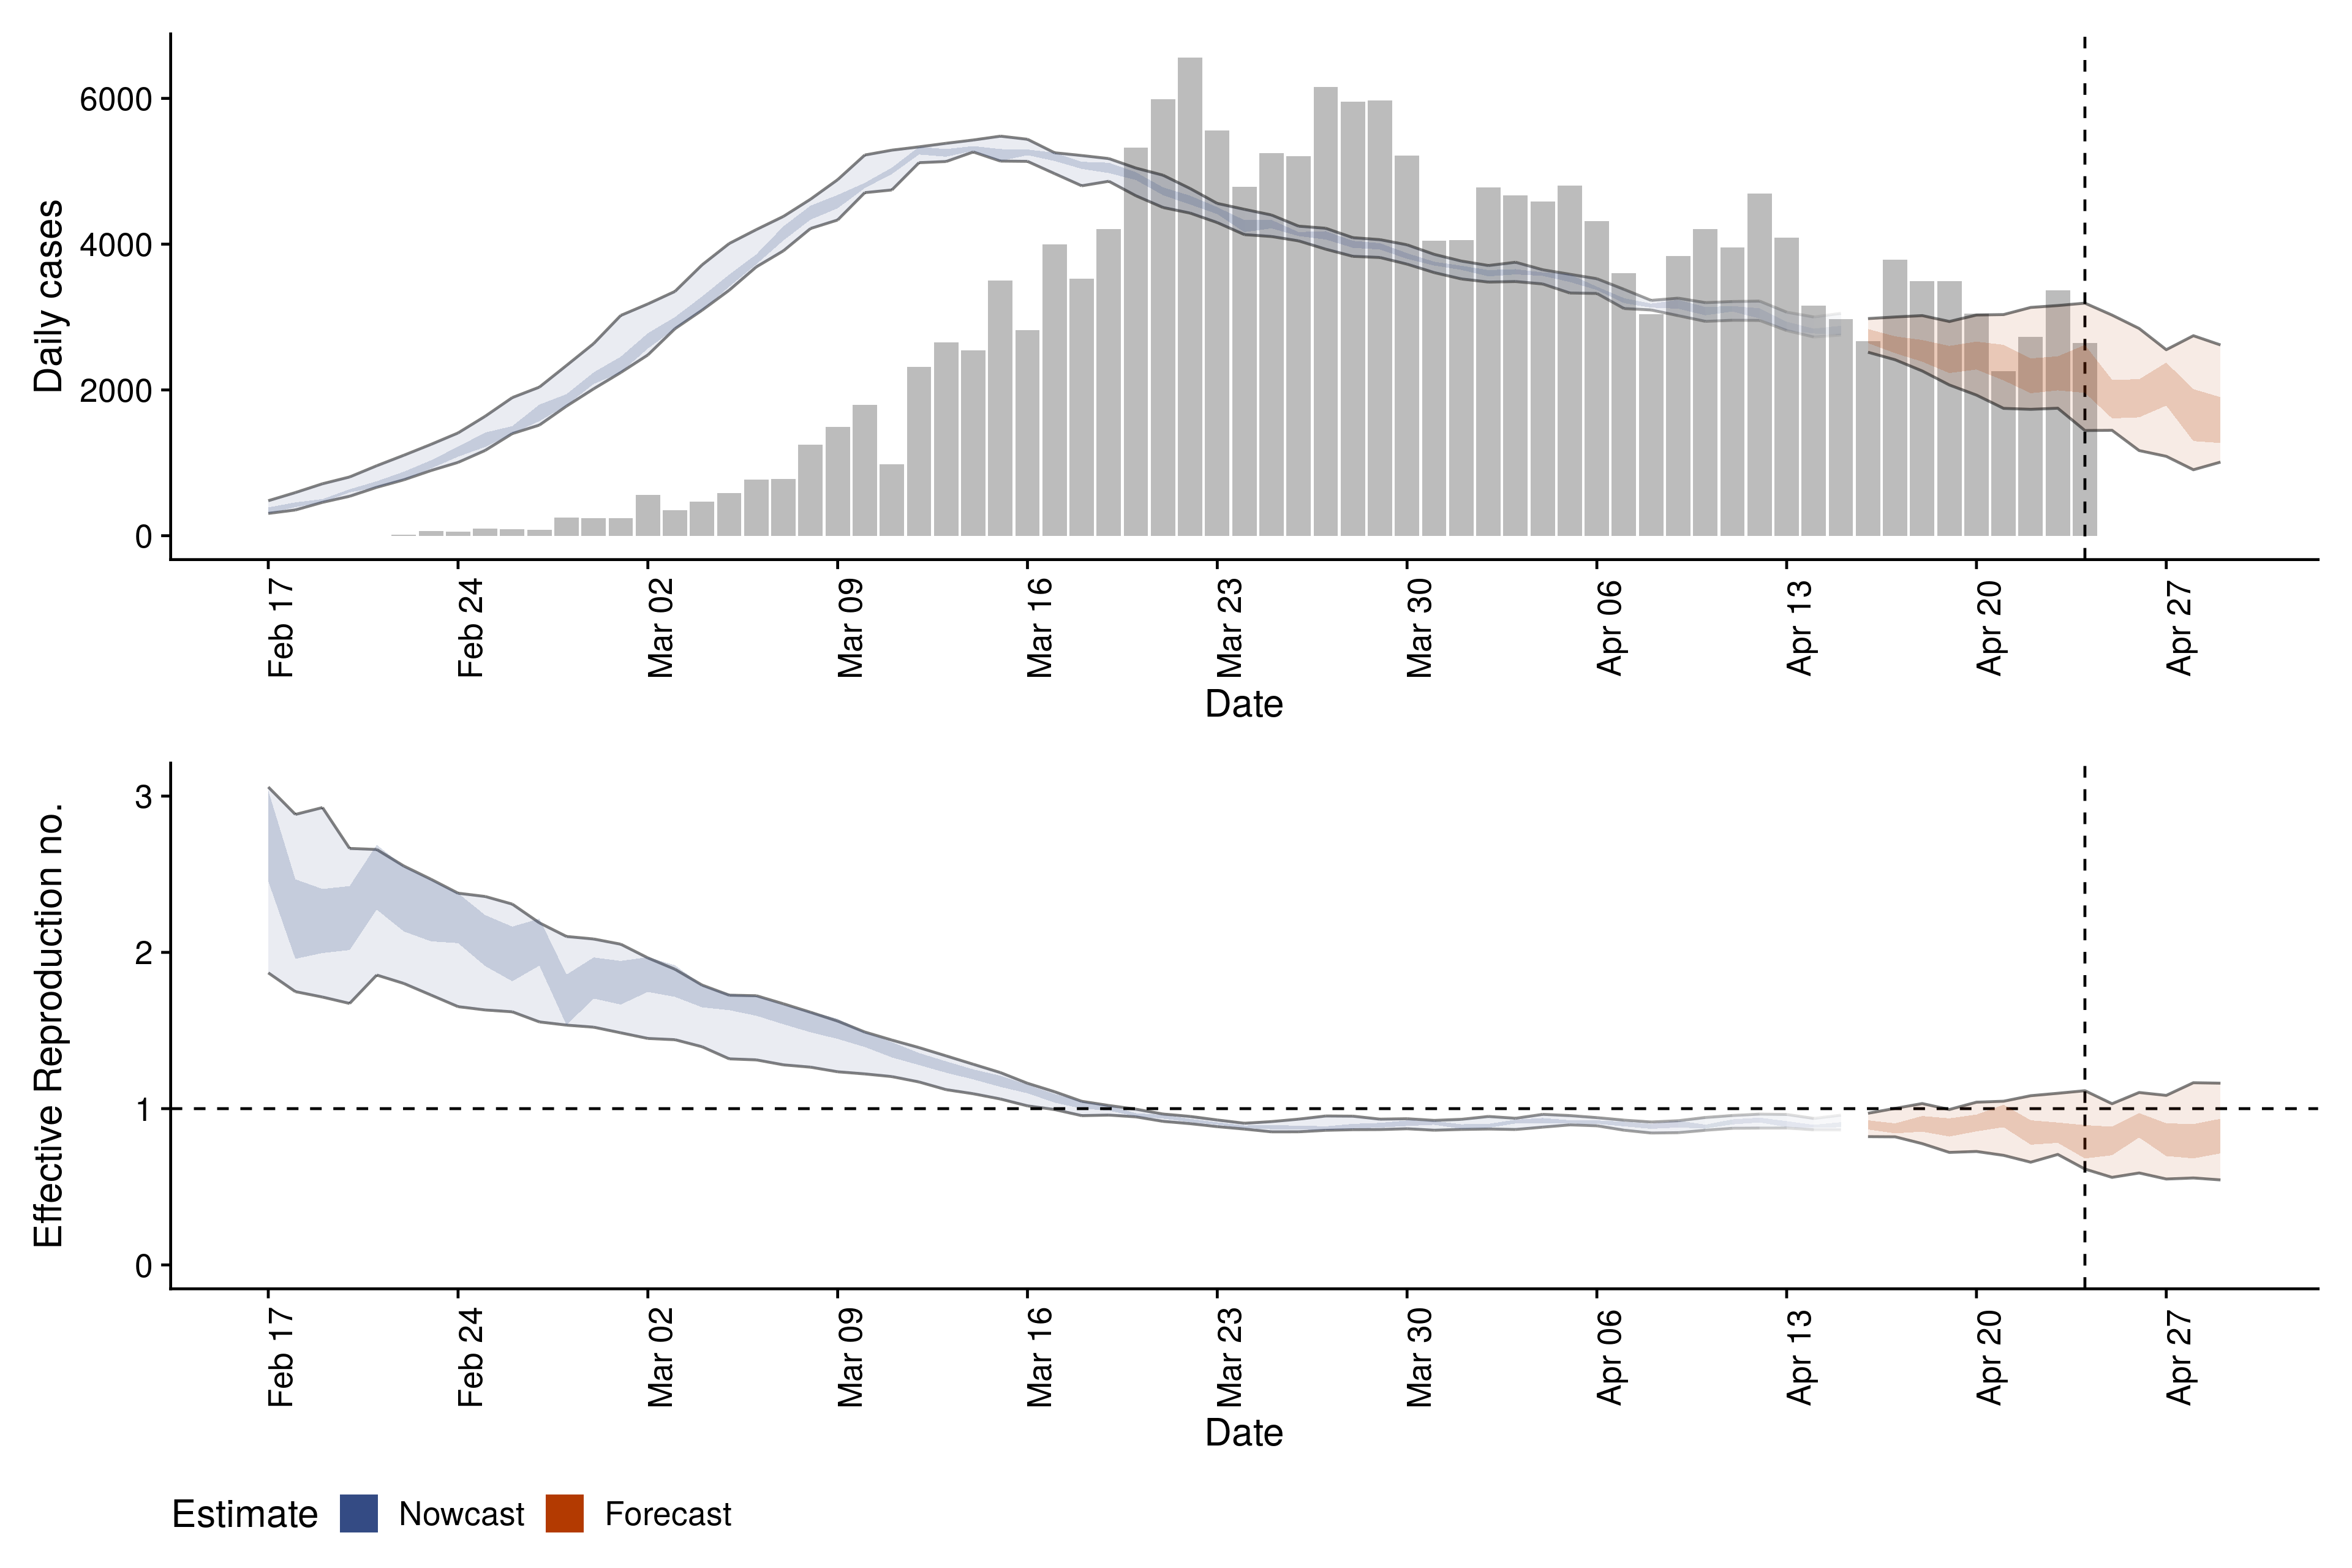 Daily cases
6000
4000
2000
0
Feb 17
Feb 24
Mar 02
Mar 09
Mar 16
Mar 23
Mar 30
Apr 06
Apr 13
Apr 20
Apr 27
Date
Effective Reproduction no.
3
2
1
0
Feb 17
Feb 24
Mar 02
Mar 09
Mar 16
Mar 23
Mar 30
Apr 06
Apr 13
Apr 20
Apr 27
Date
Estimate Nowcast Forecast